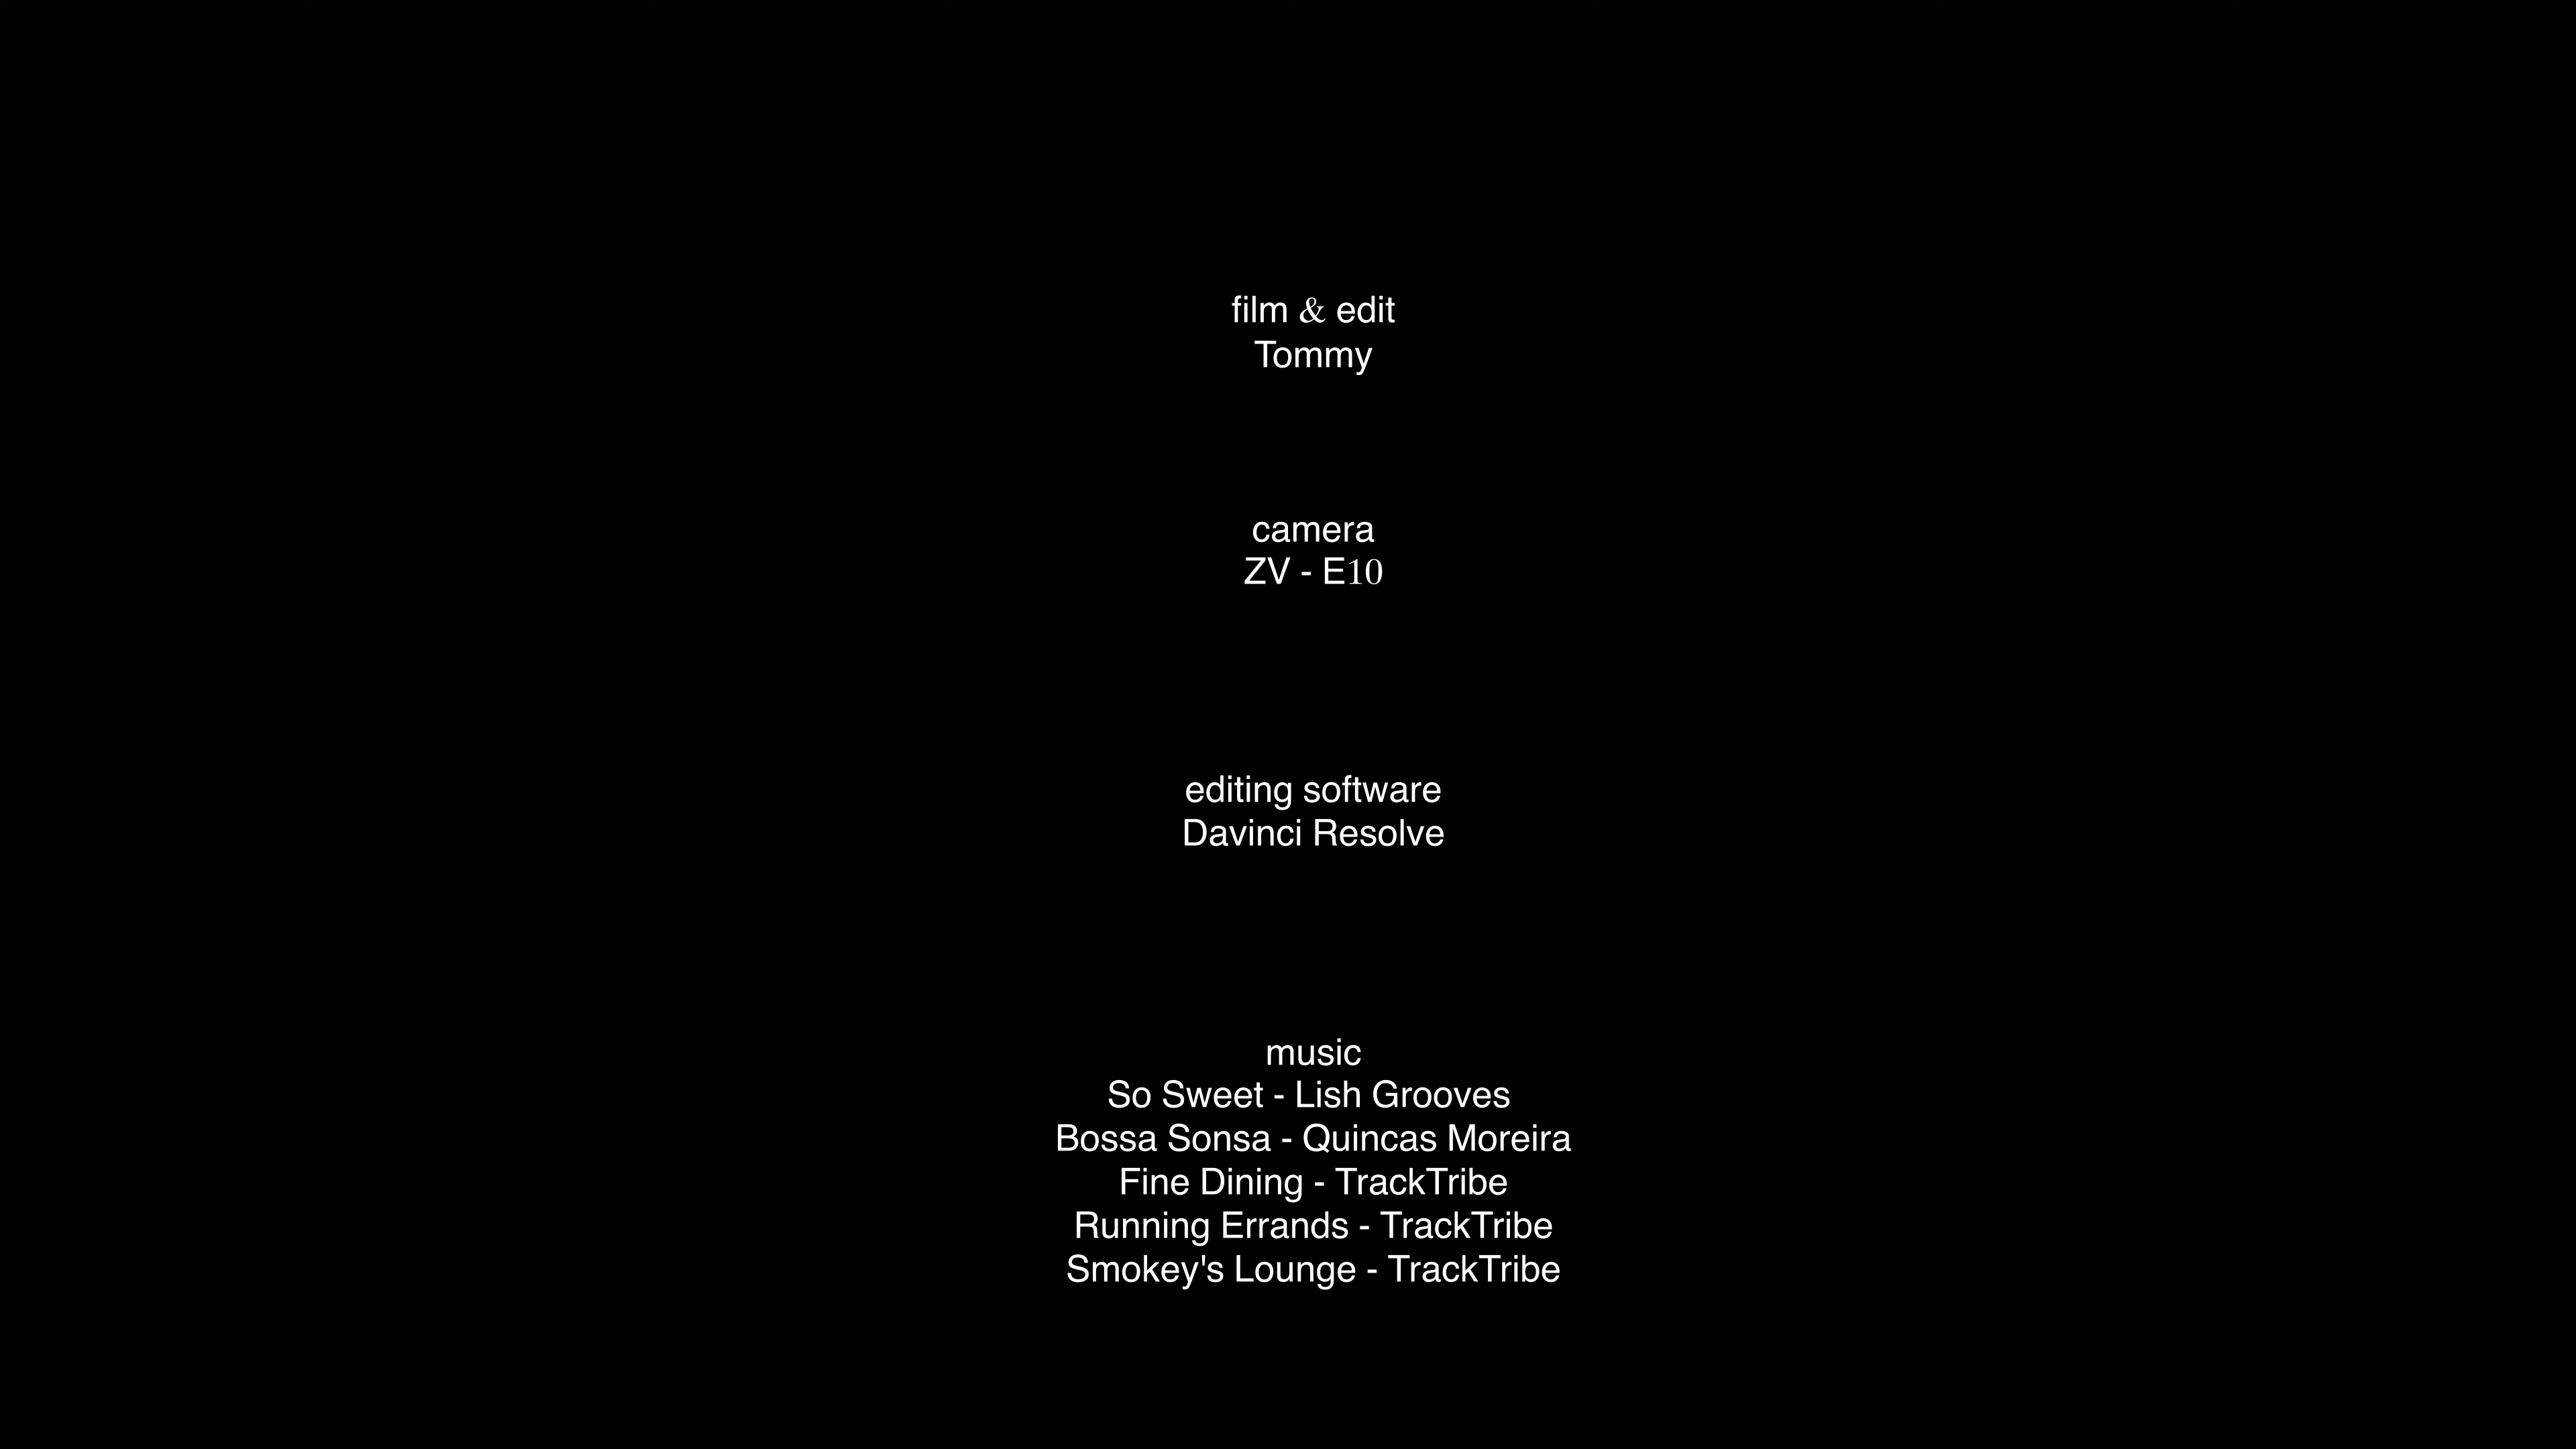 film & edit
Tommy
camera
ZV - E10
editing software
Davinci Resolve
music
So Sweet - Lish Grooves
Bossa Sonsa - Quincas Moreira
Fine Dining - TrackTribe
Running Errands - TrackTribe
Smokey's Lounge - TrackTribe